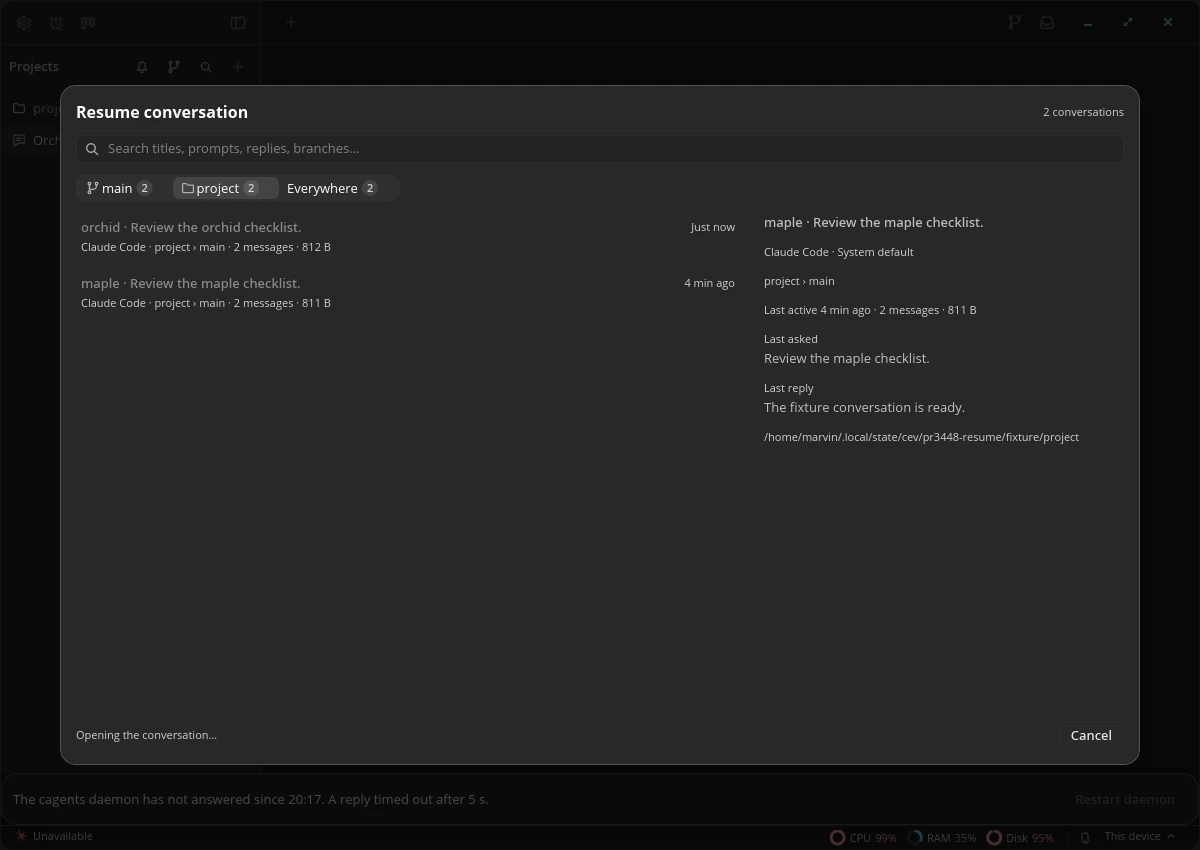 Projects
proj
Orch
Resume conversation
2 conversations
Search titles, prompts, replies, branches...
main 2
project 2
Everywhere 2
orchid · Review the orchid checklist.
Just now
Claude Code · project › main · 2 messages · 812 B
maple · Review the maple checklist.
4 min ago
Claude Code · project › main · 2 messages · 811 B
maple · Review the maple checklist.
Claude Code · System default
project › main
Last active 4 min ago · 2 messages · 811 B
Last asked
Review the maple checklist.
Last reply
The fixture conversation is ready.
/home/marvin/.local/state/cev/pr3448-resume/fixture/project
Opening the conversation...
Cancel
The cagents daemon has not answered since 20:17. A reply timed out after 5 s.
Restart daemon
Unavailable
CPU 99%
RAM 35%
Disk 95%
This device